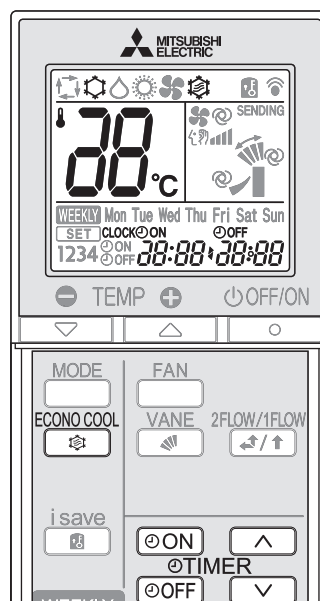 MITSUBISHI
ELECTRIC
SENDING
88°C
WEEKLY Mon Tue Wed Thu Fri Sat Sun
SET CLOCK ON OFF
1234 ON OFF 88:88 88:88
TEMP OFF/ON
MODE FAN
ECONO COOL VANE 2FLOW/1FLOW
i save
ON
TIMER
OFF